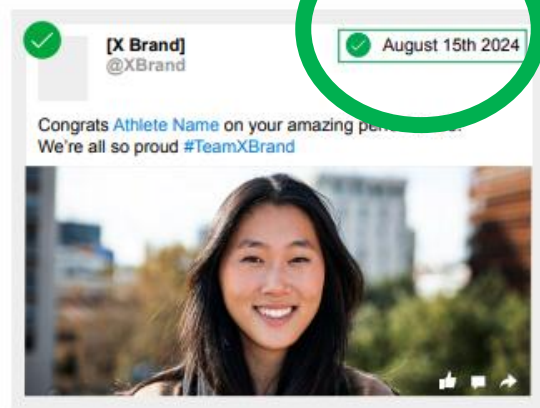 [X Brand]
@XBrand
August 15th 2024
Congrats Athlete Name on your amazing
We're all so proud #TeamXBrand